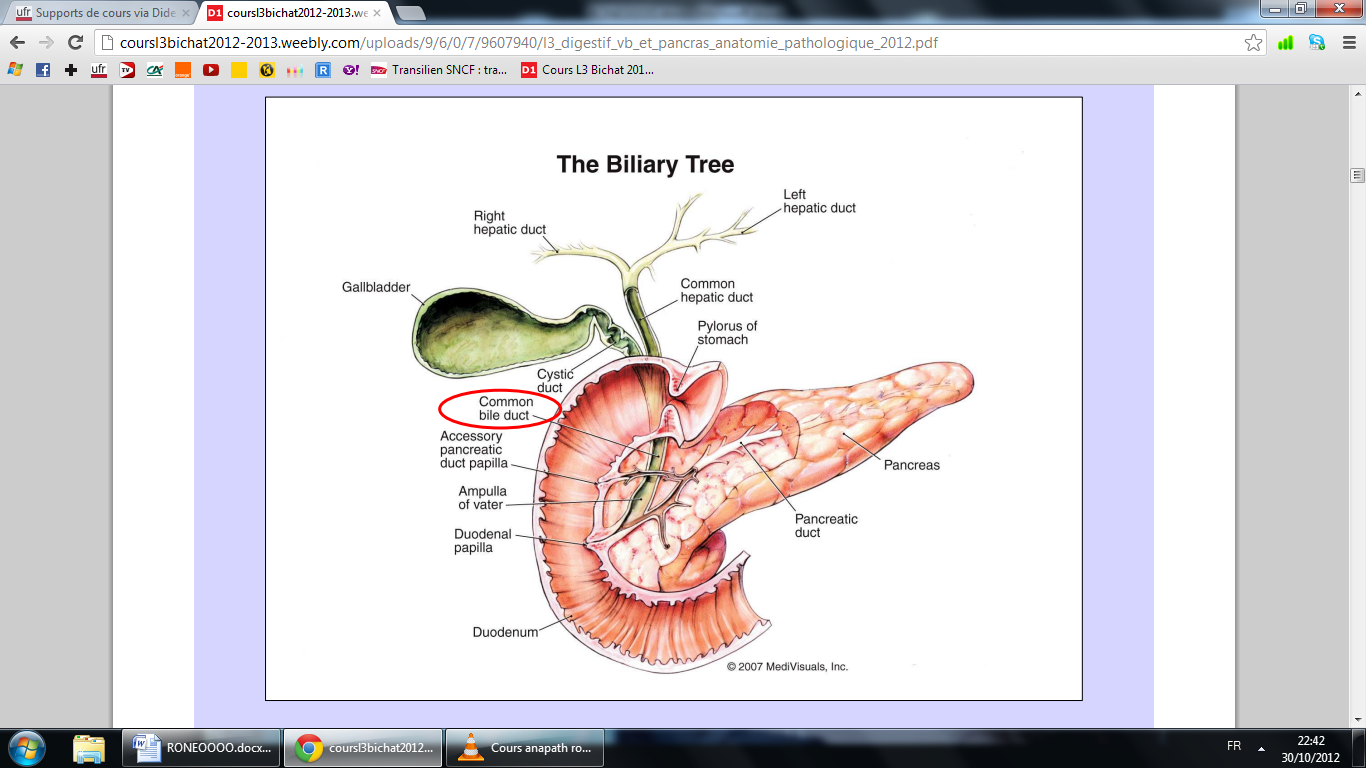 Supports de cours via Dide
coursl3bichat2012-2013.we
coursl3bichat2012-2013.weebly.com/uploads/9/6/0/7/9607940/l3_digestif_vb_et_pancras_anatomie_pathologique_2012.pdf
Transilien SNCF : tra...
Cours L3 Bichat 201...
The Biliary Tree
Left
hepatic duct
Right
hepatic duct
Gallbladder
Common
hepatic duct
Pylorus of
stomach
Cystic
duct
Common
bile duct
Accessory
pancreatic
duct papilla
Pancreas
Ampulla
of vater
Pancreatic
duct
Duodenal
papilla
Duodenum
© 2007 MediVisuals, Inc.
RONEOOOO.docx...
coursl3bichat2012...
Cours anapath ro...
FR
22:42
30/10/2012